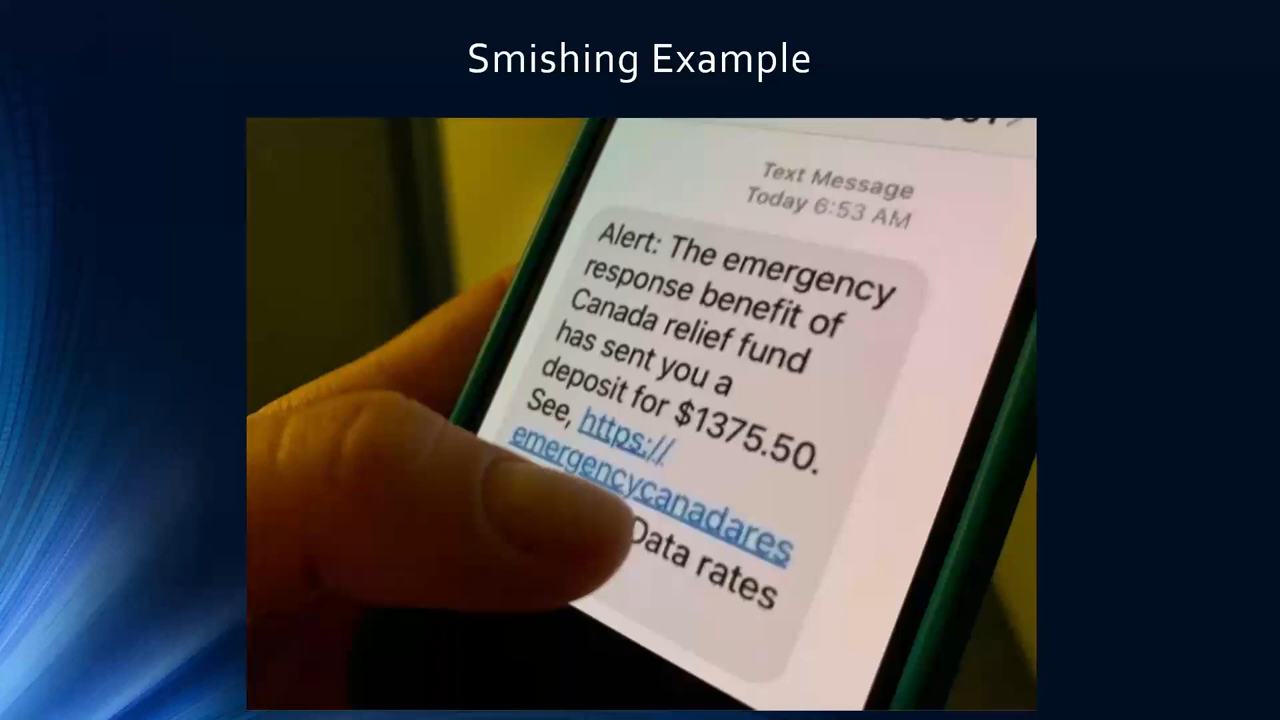 Smishing Example
Text Message
Today 6:53 AM
Alert: The emergency
response benefit of
Canada relief fund
has sent you a
deposit for $1375.50.
See, https://
emergencycanadares
Data rates